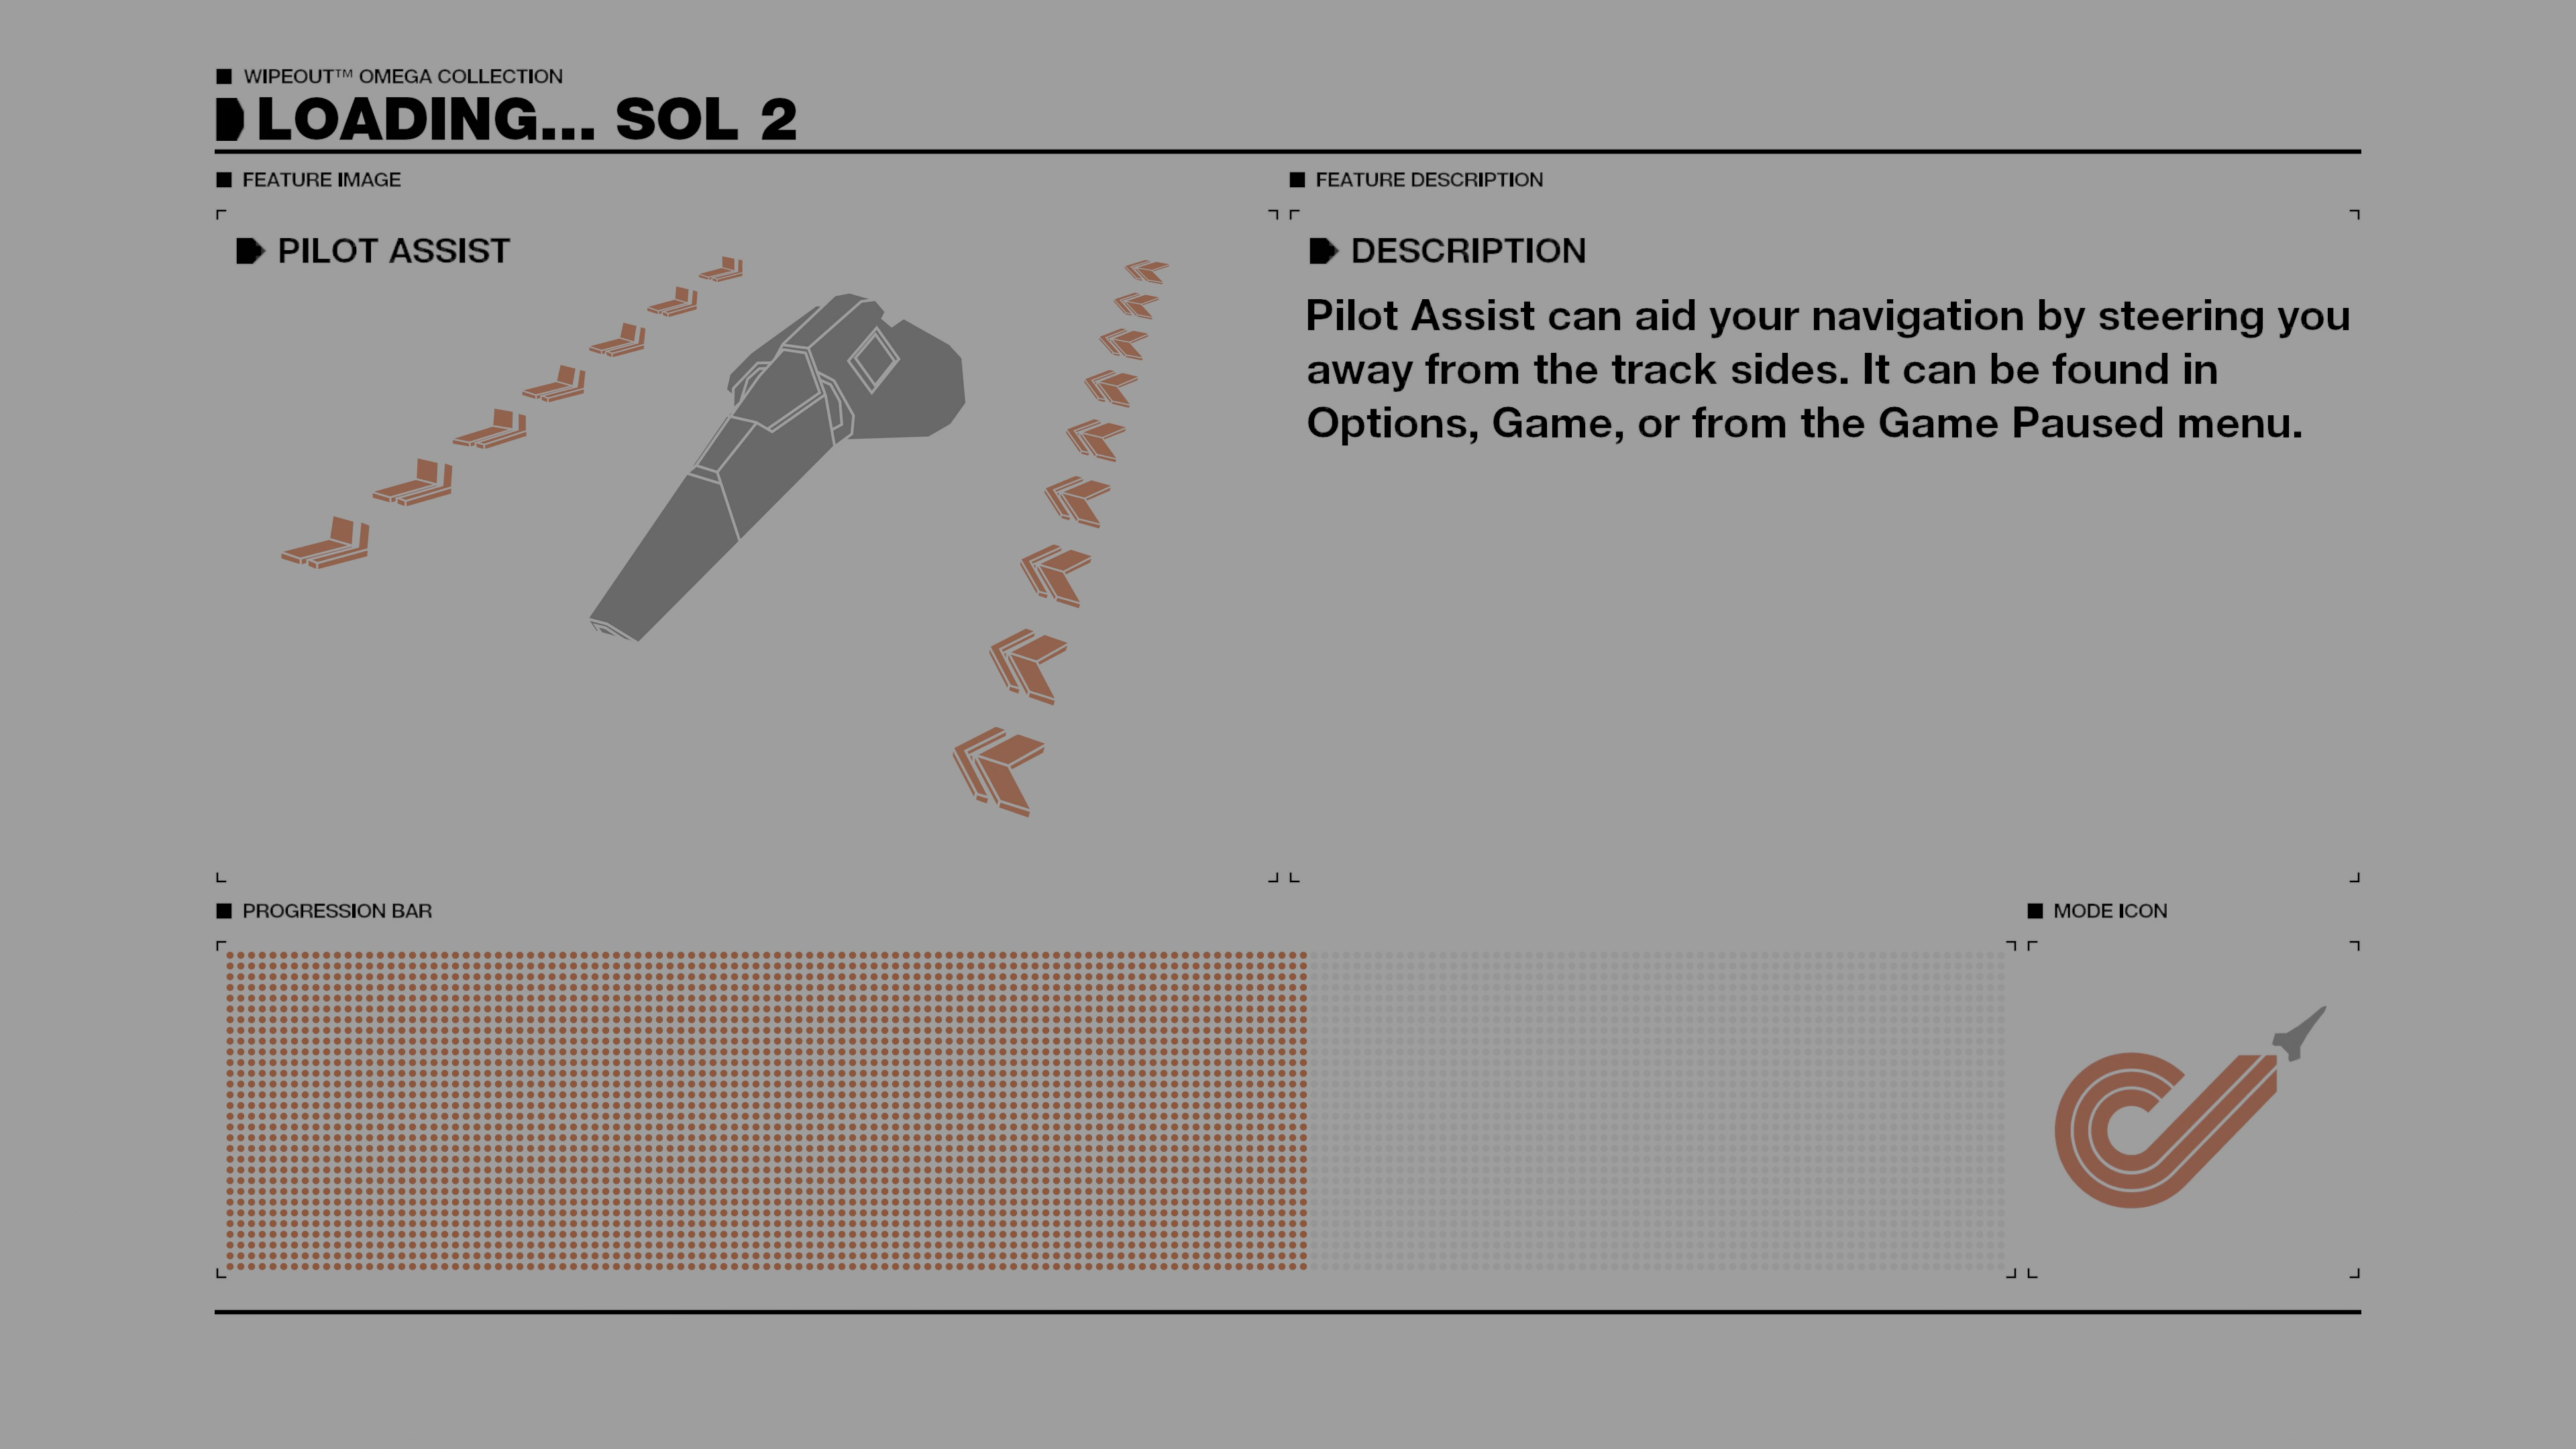 WIPEOUT™ OMEGA COLLECTION
LOADING... SOL 2
FEATURE IMAGE
PILOT ASSIST
FEATURE DESCRIPTION
DESCRIPTION
Pilot Assist can aid your navigation by steering you
away from the track sides. It can be found in
Options, Game, or from the Game Paused menu.
PROGRESSION BAR
MODE ICON